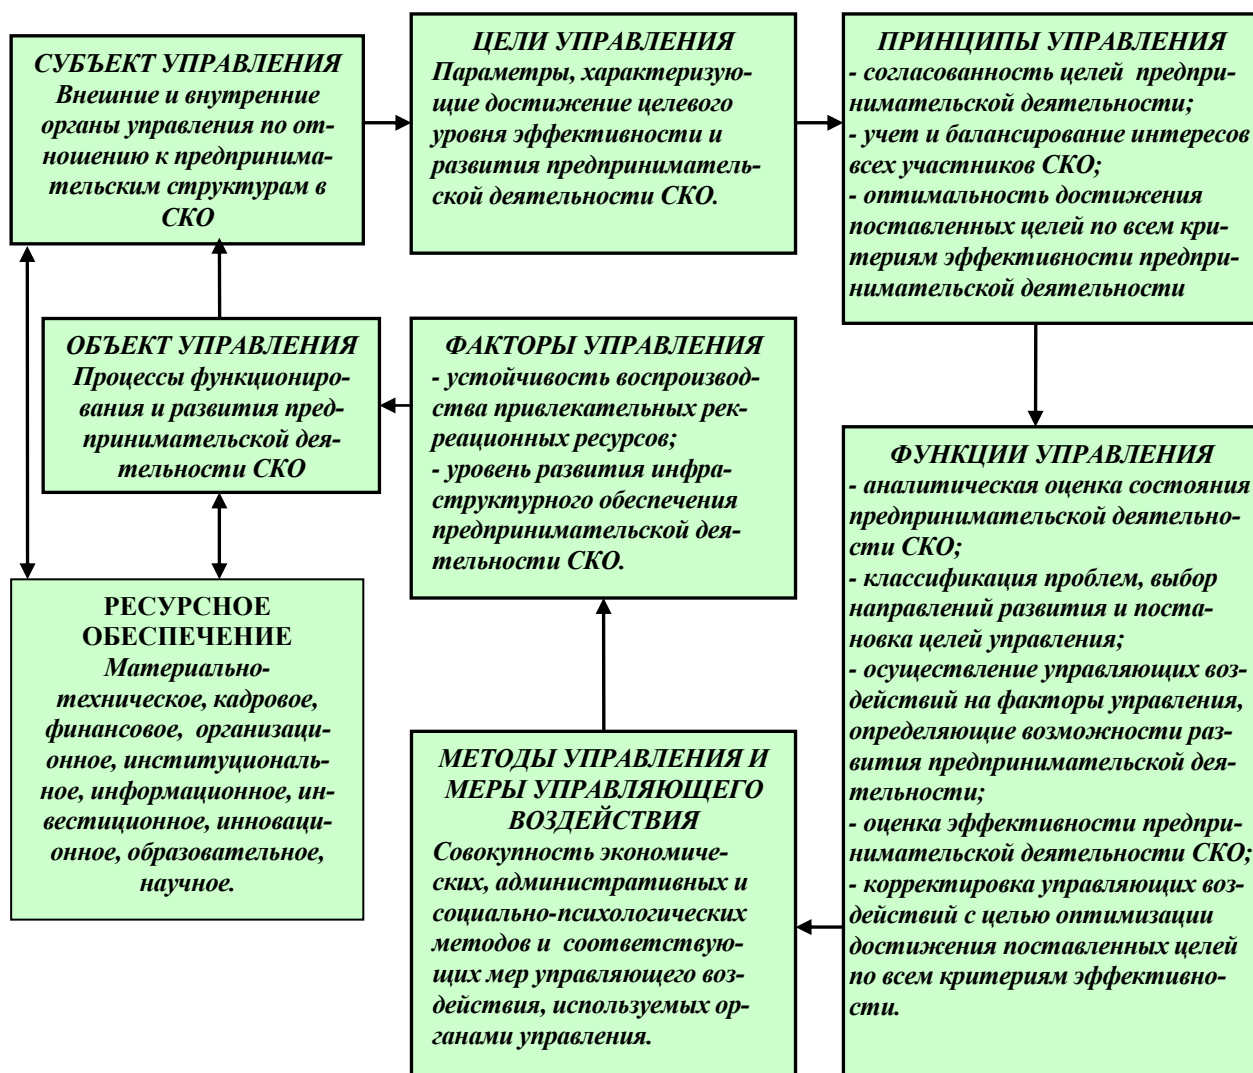 СУБЪЕКТ УПРАВЛЕНИЯ
Внешние и внутренние
органы управления по от-
ношению к предпринима-
тельским структурам в
СКО
ЦЕЛИ УПРАВЛЕНИЯ
Параметры, характеризую-
щие достижение целевого
уровня эффективности и
развития предприниматель-
ской деятельности СКО.
ПРИНЦИПЫ УПРАВЛЕНИЯ
- согласованность целей предпри-
нимательской деятельности;
- учет и балансирование интересов
всех участников СКО;
- оптимальность достижения
поставленных целей по всем кри-
териям эффективности предпри-
нимательской деятельности
ОБЪЕКТ УПРАВЛЕНИЯ
Процессы функциониро-
вания и развития пред-
принимательской дея-
тельности СКО
ФАКТОРЫ УПРАВЛЕНИЯ
- устойчивость воспроизвод-
ства привлекательных рек-
реационных ресурсов;
- уровень развития инфра-
структурного обеспечения
предпринимательской дея-
тельности СКО.
ФУНКЦИИ УПРАВЛЕНИЯ
- аналитическая оценка состояния
предпринимательской деятельно-
сти СКО;
- классификация проблем, выбор
направлений развития и поста-
новка целей управления;
- осуществление управляющих воз-
действий на факторы управления,
определяющие возможности раз-
вития предпринимательской дея-
тельности;
- оценка эффективности предпри-
нимательской деятельности СКО;
- корректировка управляющих воз-
действий с целью оптимизации
достижения поставленных целей
по всем критериям эффективно-
сти.
РЕСУРСНОЕ
ОБЕСПЕЧЕНИЕ
Материально-
техническое, кадровое,
финансовое, организаци-
онное, институциональ-
ное, информационное, ин-
вестиционное, инноваци-
онное, образовательное,
научное.
МЕТОДЫ УПРАВЛЕНИЯ И
МЕРЫ УПРАВЛЯЮЩЕГО
ВОЗДЕЙСТВИЯ
Совокупность экономиче-
ских, административных и
социально-психологических
методов и соответствую-
щих мер управляющего воз-
действия, используемых ор-
ганами управления.